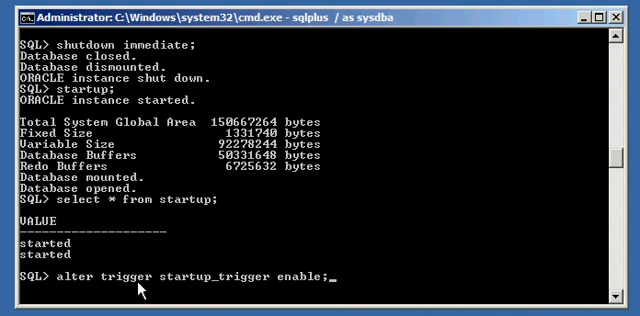 Administrator: C:\Windows\system32\cmd.exe - sqlplus / as sysdba
SQL> shutdown immediate;
Database closed.
Database dismounted.
ORACLE instance shut down.
SQL> startup;
ORACLE instance started.
Total System Global Area 150667264 bytes
Fixed Size 1331740 bytes
Variable Size 92278244 bytes
Database Buffers 50331648 bytes
Redo Buffers 6725632 bytes
Database mounted.
Database opened.
SQL> select * from startup;
VALUE
--------------------
started
started
SQL> alter trigger startup_trigger enable;_